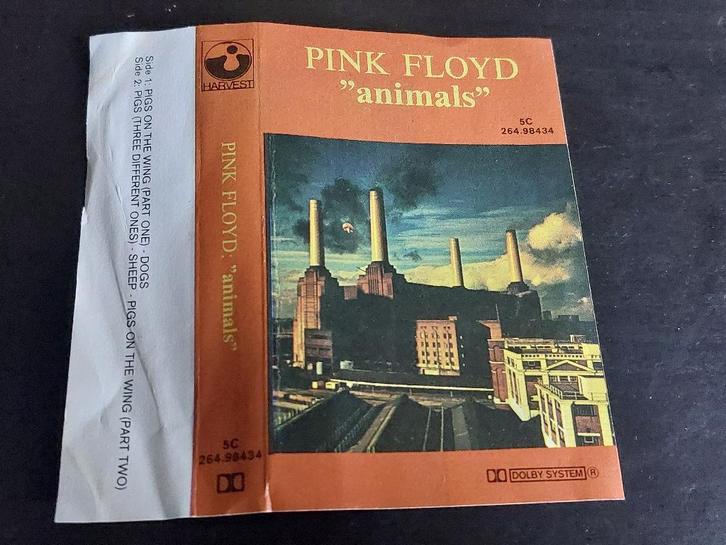 Side 1: PIGS ON THE WING (PART ONE) - DOGS
Side 2: PIGS (THREE DIFFERENT ONES) - SHEEP - PIGS ON THE WING (PART TWO)
HARVEST
PINK FLOYD: ”animals”
5C
264.98434
PINK FLOYD
”animals”
5C
264.98434
DOLBY SYSTEM ®